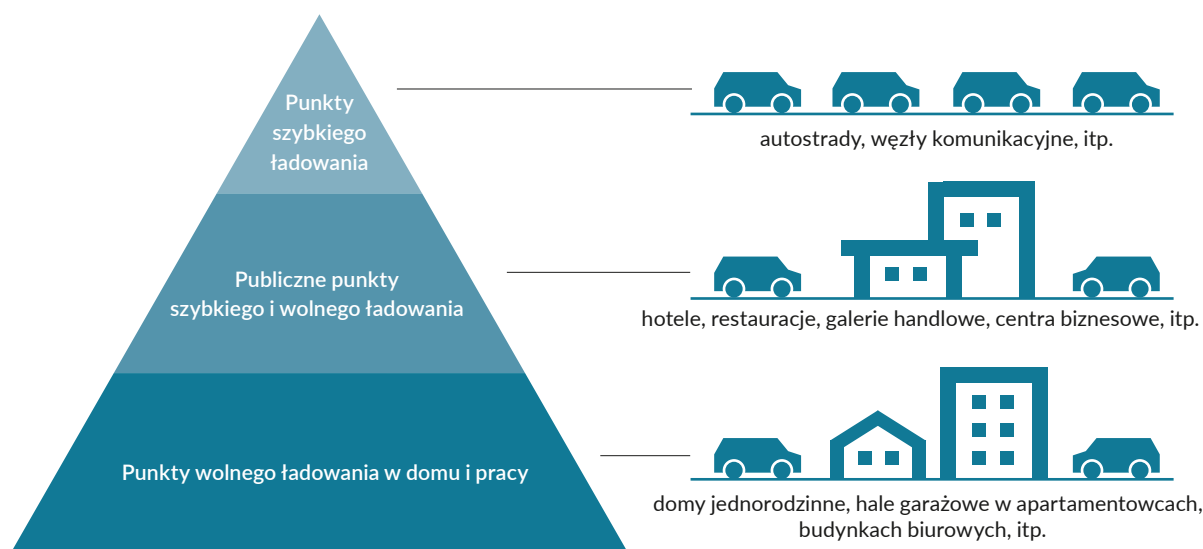 Punkty
szybkiego
ładowania
autostrady, węzły komunikacyjne, itp.
Publiczne punkty
szybkiego i wolnego ładowania
hotele, restauracje, galerie handlowe, centra biznesowe, itp.
Punkty wolnego ładowania w domu i pracy
domy jednorodzinne, hale garażowe w apartamentowcach,
budynkach biurowych, itp.